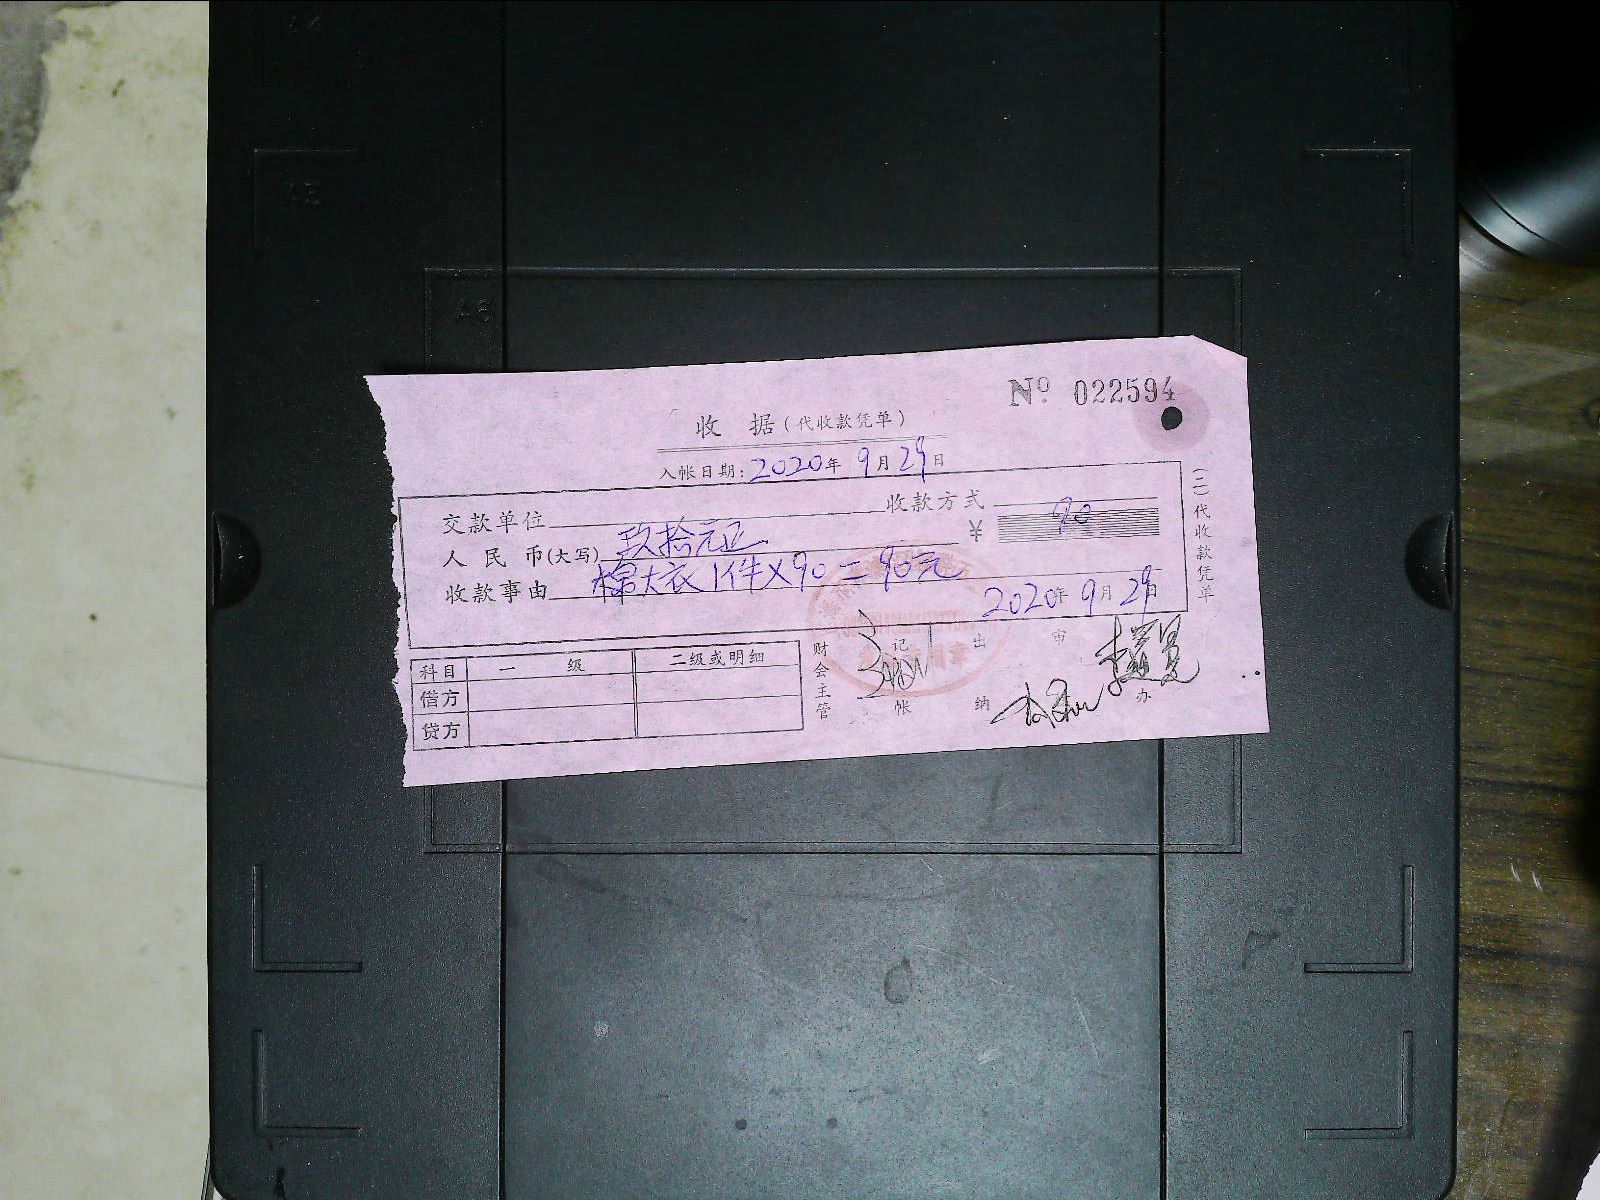 A5
A6
№ 022594
收 据(代收款凭单)
入帐日期:2020年 9月29日
交款单位 收款方式
人民币(大写) 玖拾元正 ¥ 90
收款事由 棉大衣1件×90=90元
2020年 9月29日
(二)代收款凭单
科目 一 级 二级或明细
借方
贷方
财会主管 记帐 出纳 审 办